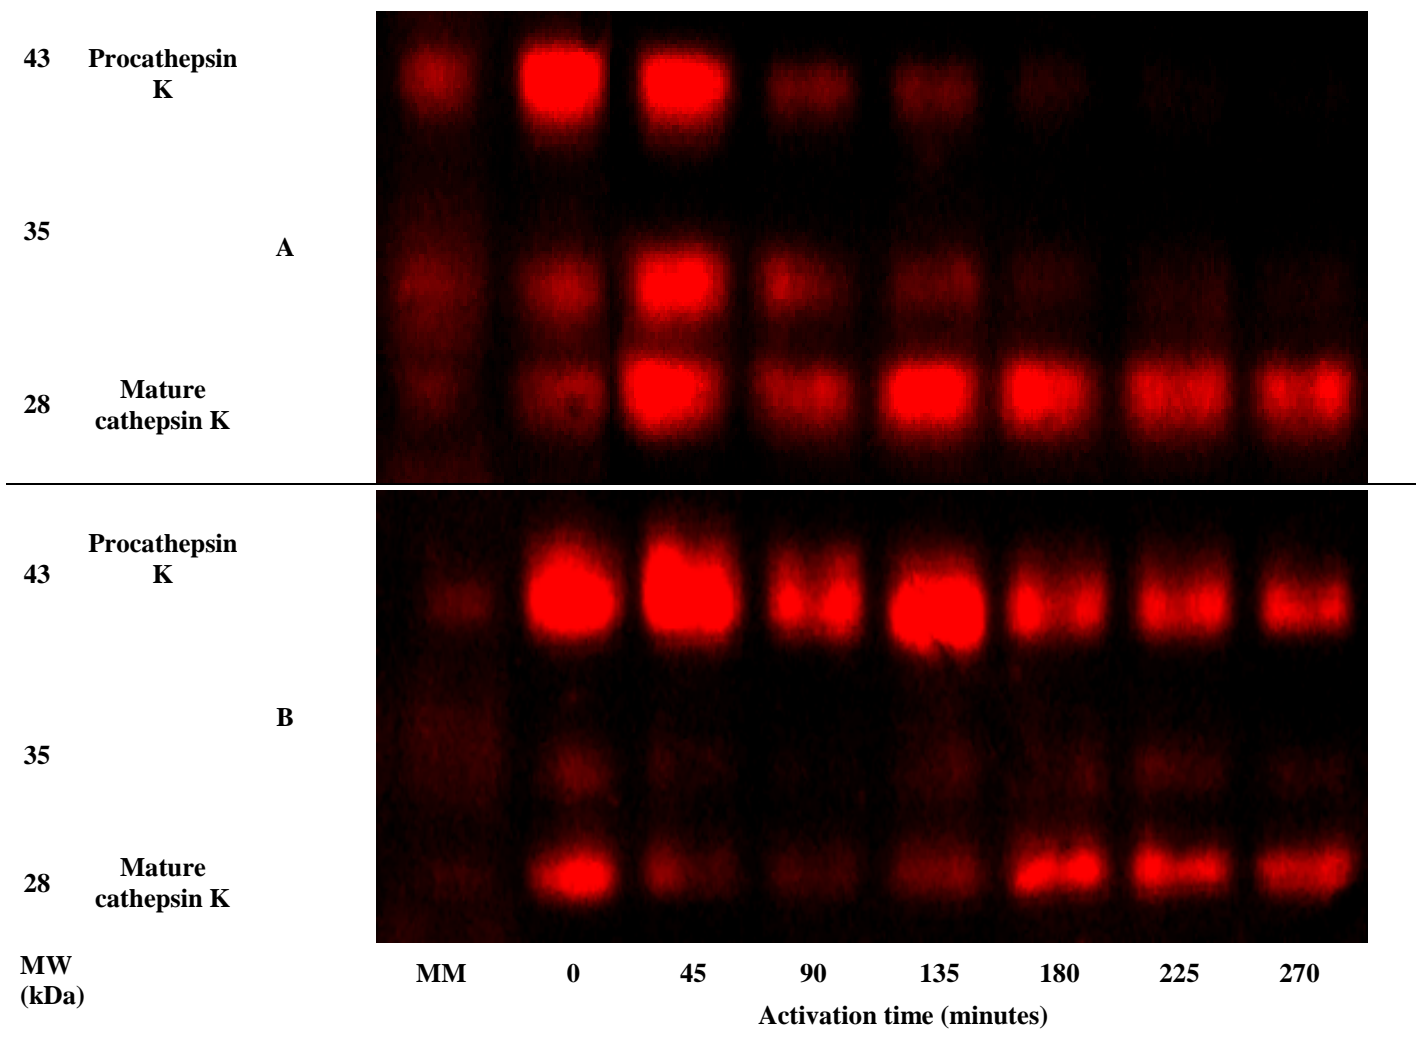 43 Procathepsin
K
35
A
28 Mature
cathepsin K
Procathepsin
43 K
B
35
Mature
28 cathepsin K
MW
(kDa)
MM 0 45 90 135 180 225 270
Activation time (minutes)